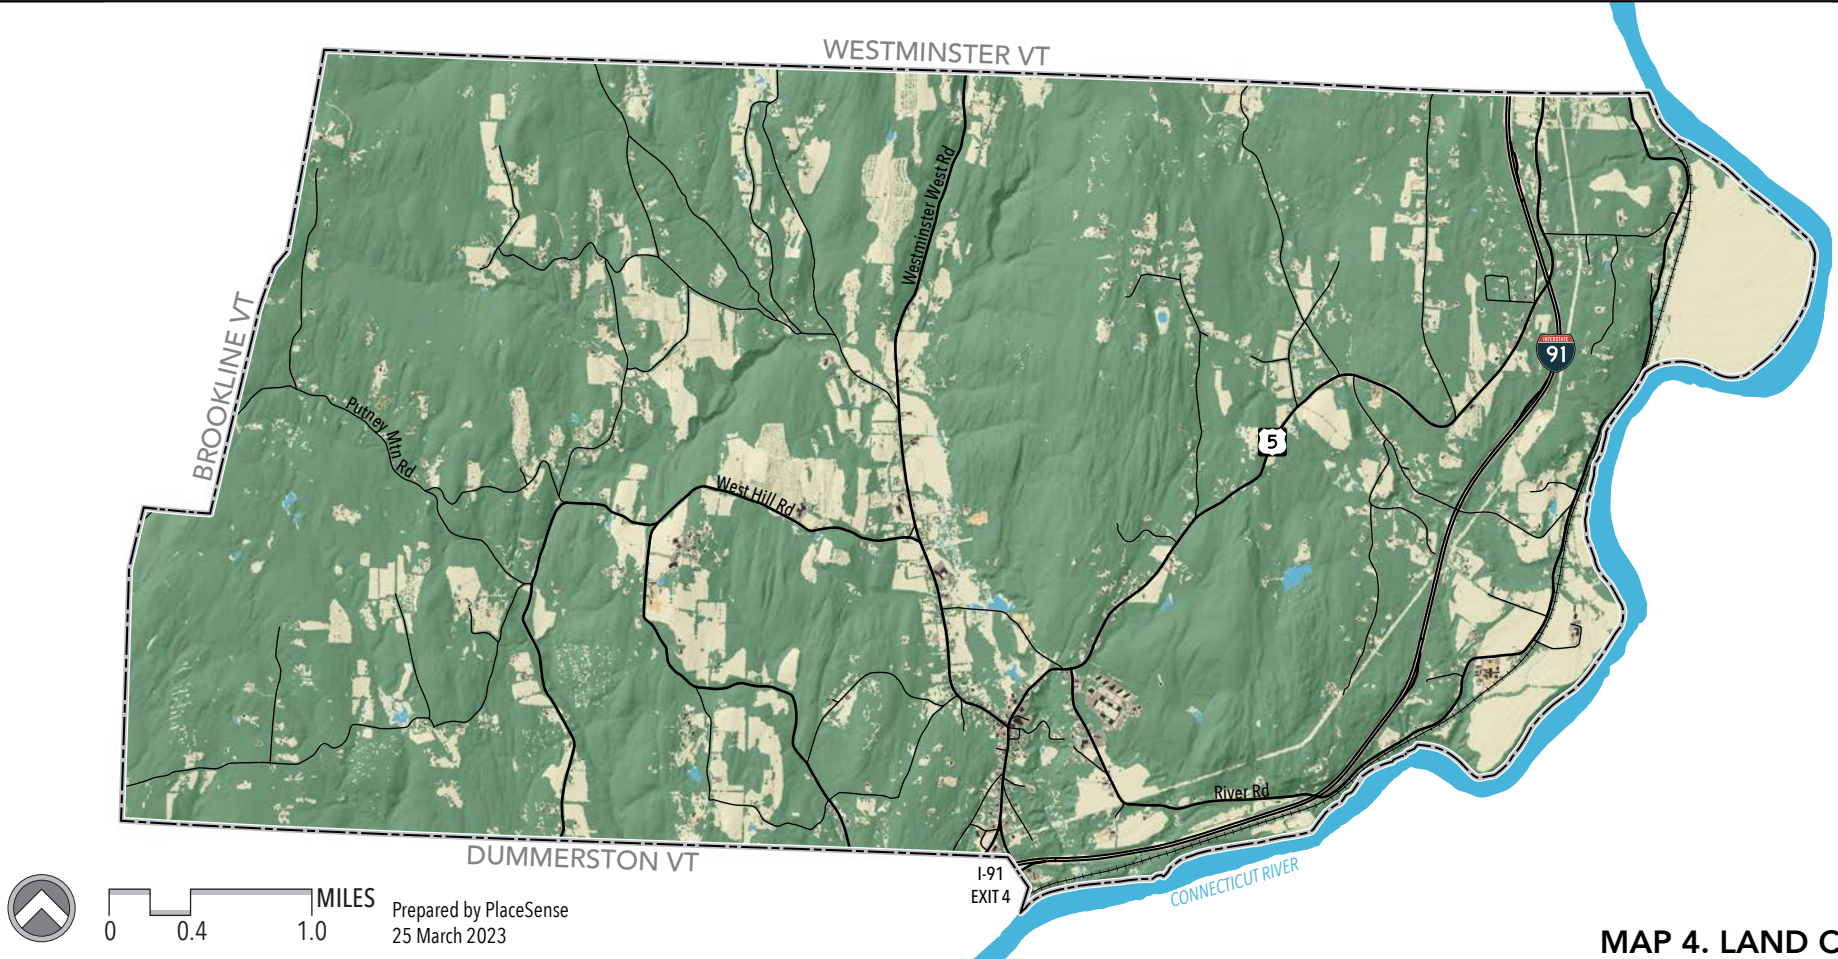 WESTMINSTER VT
Westminster West Rd
BROOKLINE VT
INTERSTATE
91
Putney Mtn Rd
5
West Hill Rd
River Rd
DUMMERSTON VT
I-91
EXIT 4
CONNECTICUT RIVER
MILES
0 0.4 1.0
Prepared by PlaceSense
25 March 2023
MAP 4. LAND C